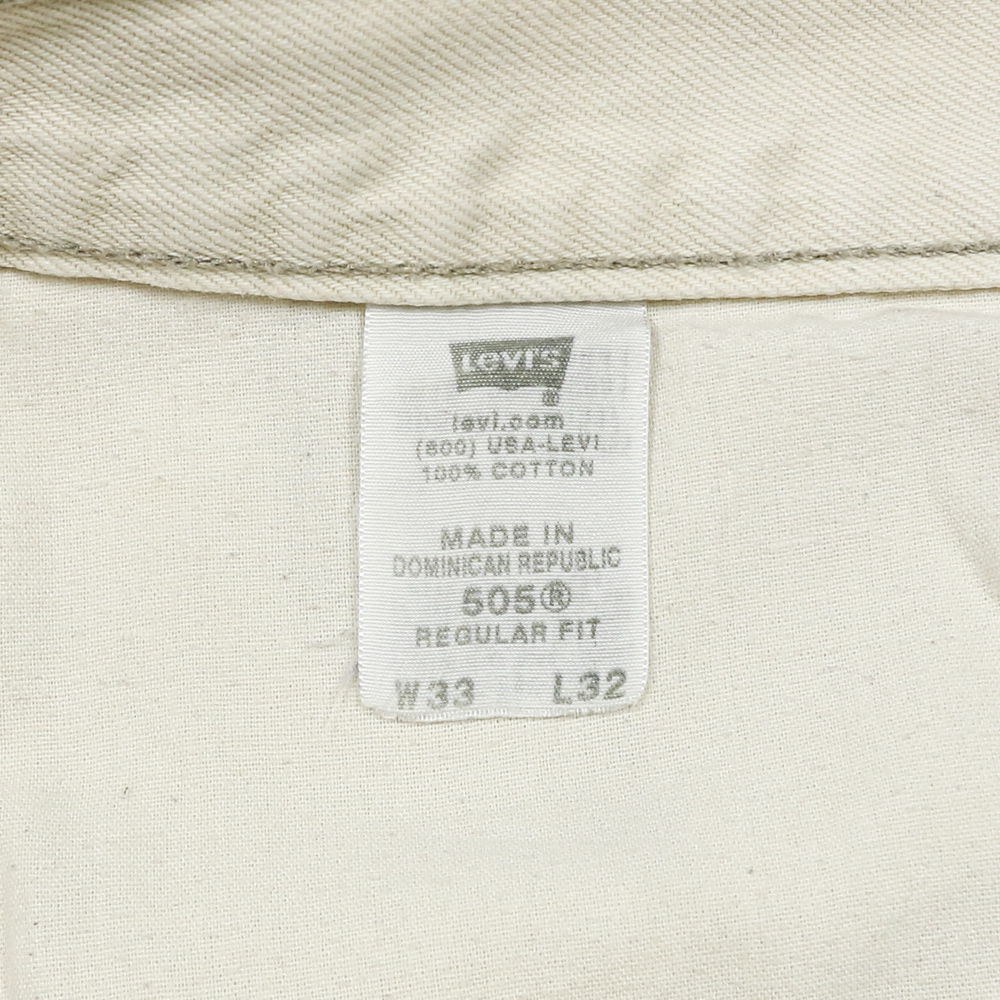 Levi's
®
levi.com
(800) USA-LEVI
100% COTTON
MADE IN
DOMINICAN REPUBLIC
505®
REGULAR FIT
W33 L32